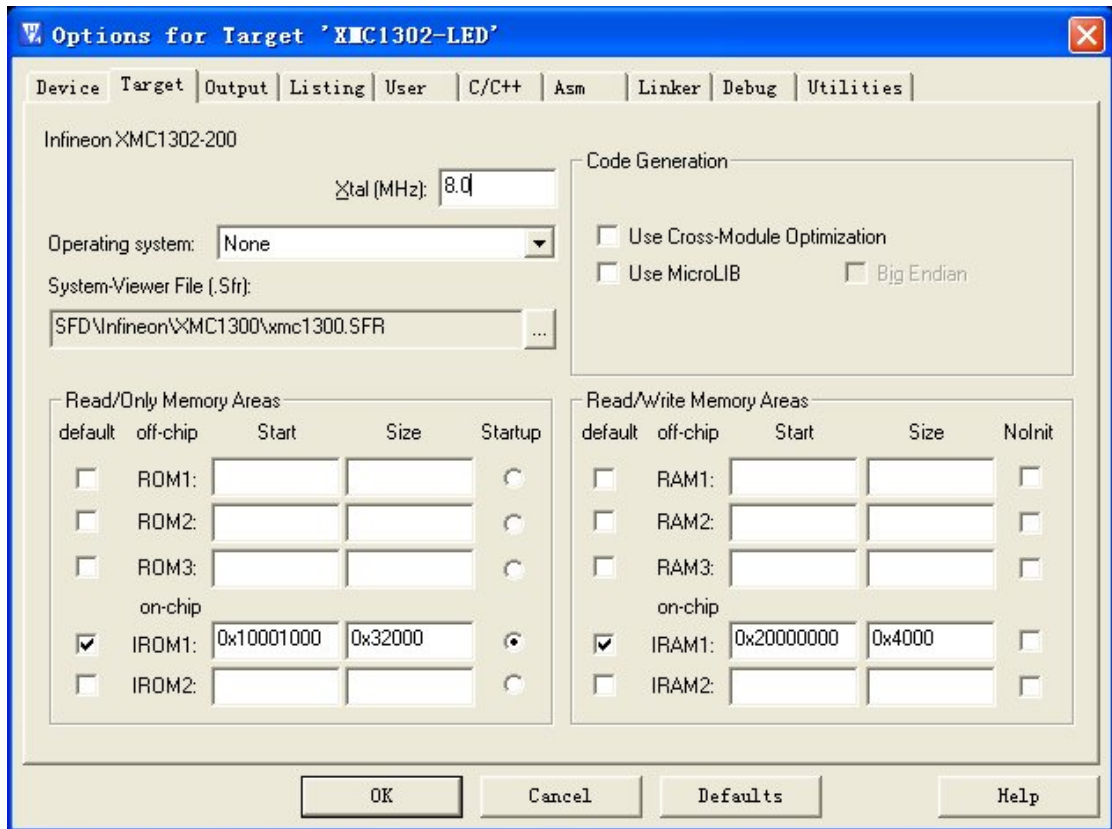 Options for Target 'XMC1302-LED'
Device Target Output Listing User C/C++ Asm Linker Debug Utilities
Infineon XMC1302-200
Xtal (MHz): 8.0
Operating system: None
System-Viewer File (.Sfr):
SFD\Infineon\XMC1300\xmc1300.SFR ...
Code Generation
Use Cross-Module Optimization
Use MicroLIB Big Endian
Read/Only Memory Areas
default off-chip Start Size Startup
ROM1:
ROM2:
ROM3:
on-chip
IROM1: 0x10001000 0x32000
IROM2:
Read/Write Memory Areas
default off-chip Start Size NoInit
RAM1:
RAM2:
RAM3:
on-chip
IRAM1: 0x20000000 0x4000
IRAM2:
OK Cancel Defaults Help